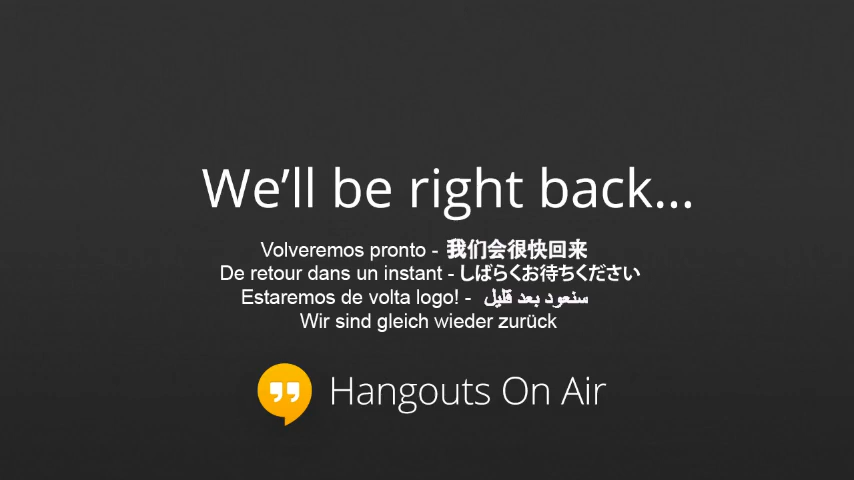 We'll be right back...
Volveremos pronto - 我们会很快回来
De retour dans un instant - しばらくお待ちください
Estaremos de volta logo! - سنعود بعد قليل
Wir sind gleich wieder zurück
Hangouts On Air